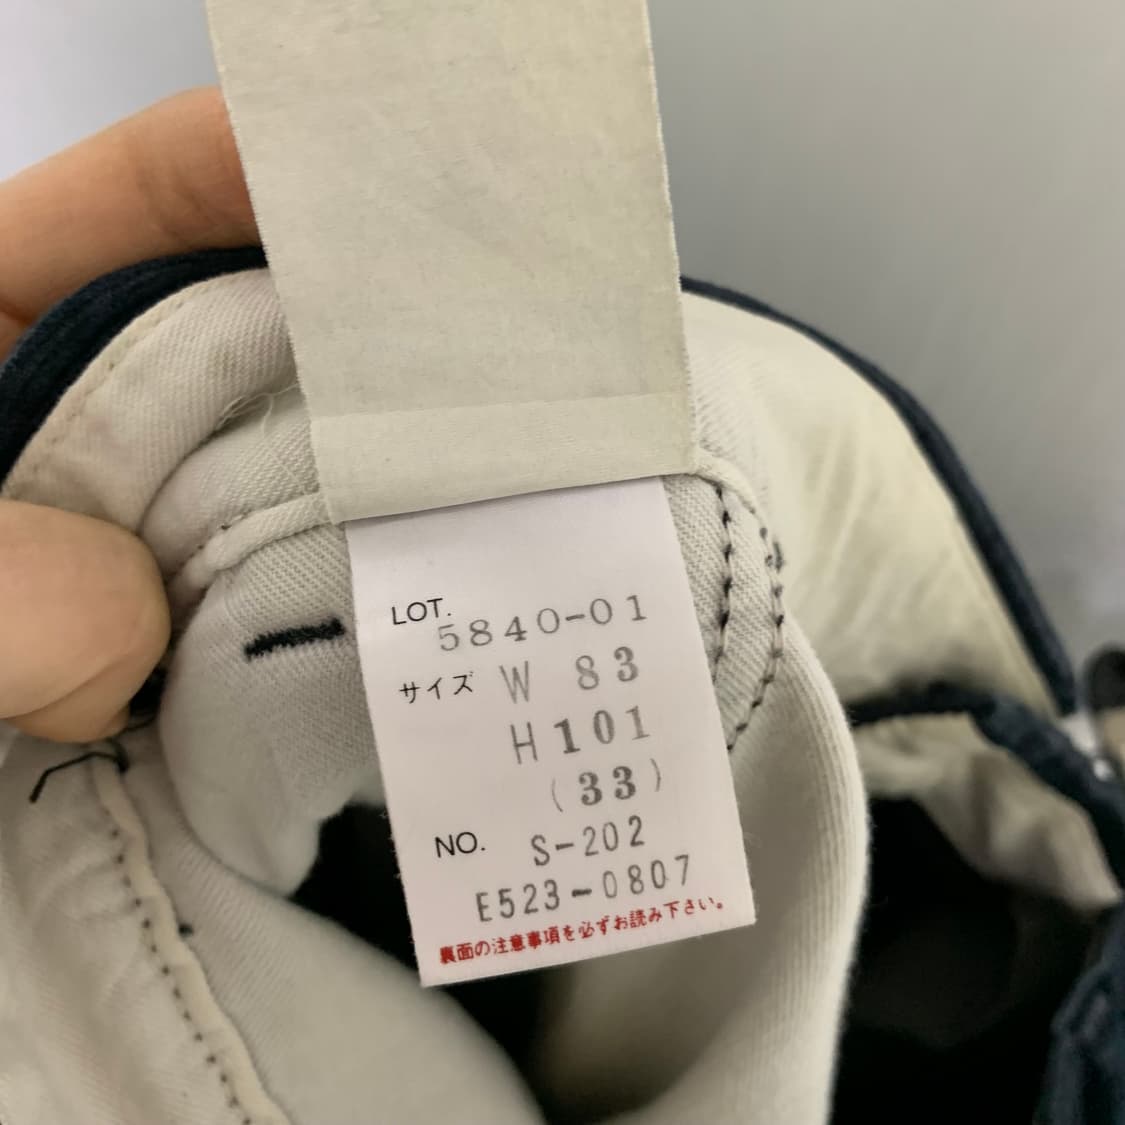 LOT.
5840-01
サイズ W 83
H101
(33)
NO. S-202
E523-0807
裏面の注意事項を必ずお読み下さい。